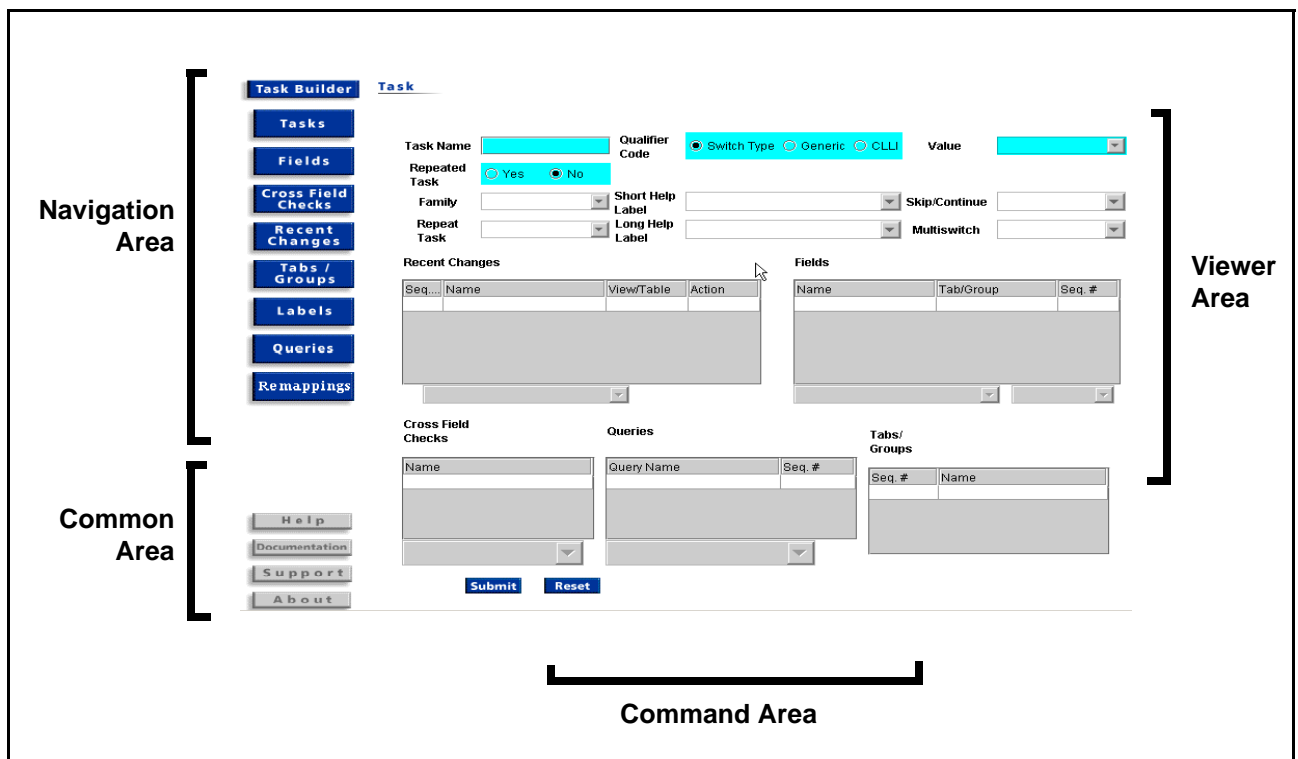 Task Builder
Task
Tasks
Fields
Cross Field
Checks
Recent
Changes
Tabs /
Groups
Labels
Queries
Remappings
Navigation
Area
Task Name
Qualifier
Code
Switch Type
Generic
CLLI
Value
Repeated
Task
Yes
No
Family
Short Help
Label
Skip/Continue
Repeat
Task
Long Help
Label
Multiswitch
Recent Changes
Seq.... Name View/Table Action
Fields
Name Tab/Group Seq. #
Viewer
Area
Cross Field
Checks
Name
Queries
Query Name Seq. #
Tabs/
Groups
Seq. # Name
Common
Area
Help
Documentation
Support
About
Submit
Reset
Command Area